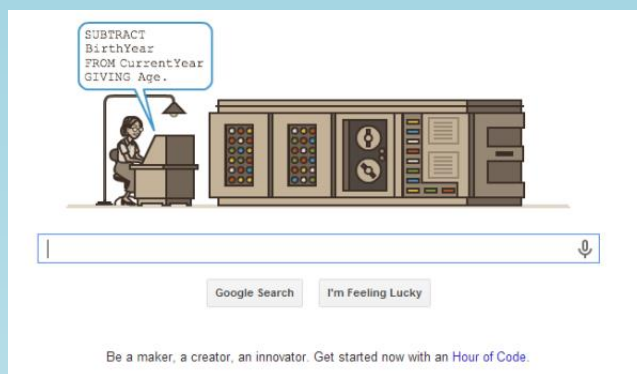 SUBTRACT
BirthYear
FROM CurrentYear
GIVING Age.
Google Search
I'm Feeling Lucky
Be a maker, a creator, an innovator. Get started now with an Hour of Code.